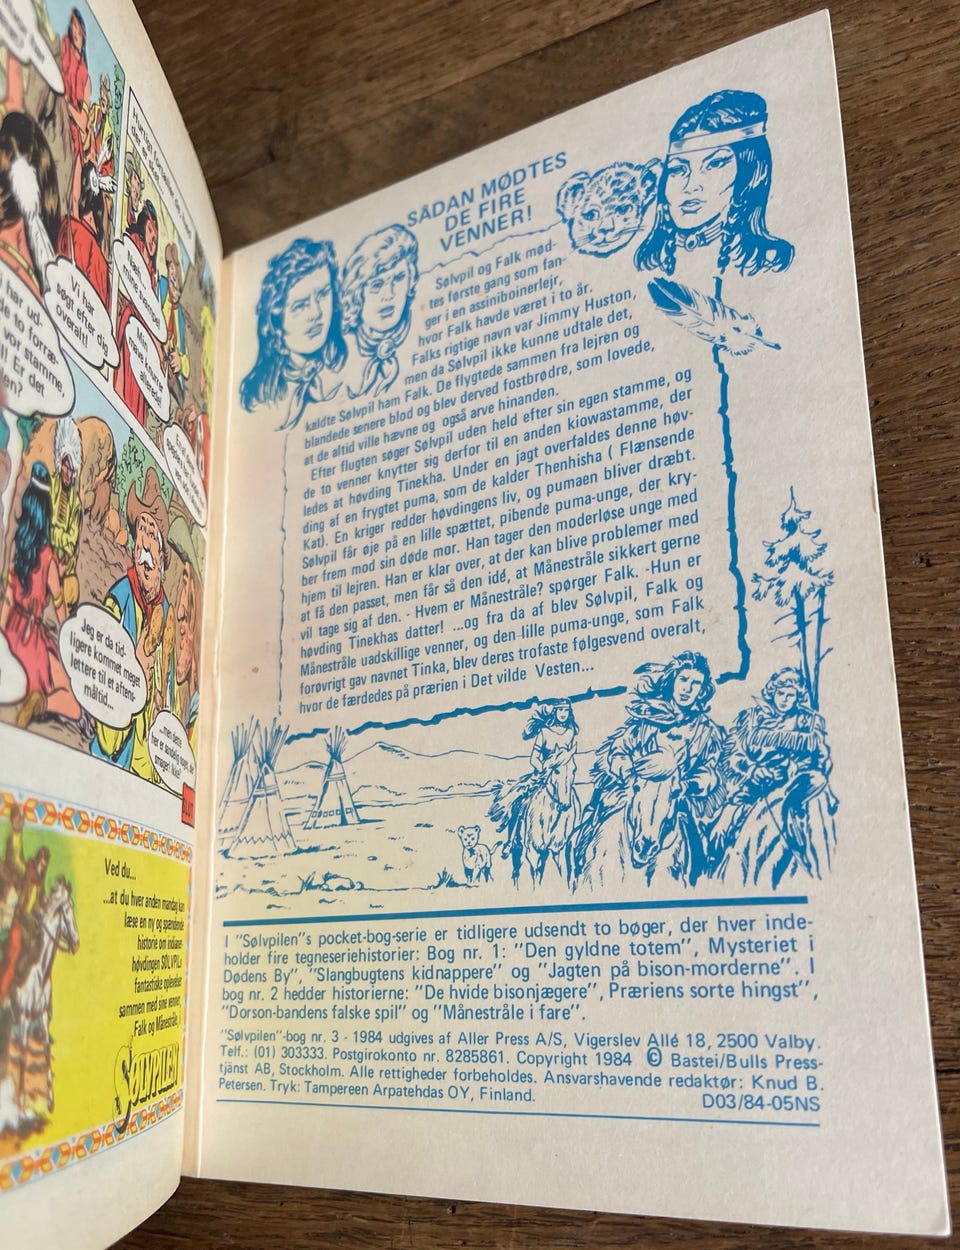 Vi har
søgt efter dig
overalt!
Jeg er da tid-
ligere kommet meget
lettere til et aftens-
måltid...
SLUT
Ved du...
...at du hver anden mandag kan
læse en ny og spændende
historie om indianer-
høvdingen SØLVPILs
fantastiske oplevelser
sammen med sine venner,
Falk og Månestråle.
SØLVPILEN
SÅDAN MØDTES
DE FIRE
VENNER!
Sølvpil og Falk mød-
tes første gang som fan-
ger i en assiniboinerlejr,
hvor Falk havde været i to år.
Falks rigtige navn var Jimmy Huston,
men da Sølvpil ikke kunne udtale det,
kaldte Sølvpil ham Falk. De flygtede sammen fra lejren og
blandede senere blod og blev derved fostbrødre, som lovede,
at de altid ville hævne og også arve hinanden.
Efter flugten søger Sølvpil uden held efter sin egen stamme, og
de to venner knytter sig derfor til en anden kiowastamme, der
ledes at høvding Tinekha. Under en jagt overfaldes denne høv-
ding af en frygtet puma, som de kalder Thenhisha ( Flænsende
Kat). En kriger redder høvdingens liv, og pumaen bliver dræbt.
Sølvpil får øje på en lille spættet, pibende puma-unge, der kry-
ber frem mod sin døde mor. Han tager den moderløse unge med
hjem til lejren. Han er klar over, at der kan blive problemer med
at få den passet, men får så den idé, at Månestråle sikkert gerne
vil tage sig af den. - Hvem er Månestråle? spørger Falk. -Hun er
høvding Tinekhas datter! ...og fra da af blev Sølvpil, Falk og
Månestråle uadskillige venner, og den lille puma-unge, som Falk
forøvrigt gav navnet Tinka, blev deres trofaste følgesvend overalt,
hvor de færdedes på prærien i Det vilde Vesten...
I "Sølvpilen"s pocket-bog-serie er tidligere udsendt to bøger, der hver inde-
holder fire tegneseriehistorier: Bog nr. 1: "Den gyldne totem", Mysteriet i
Dødens By", "Slangbugtens kidnappere" og "Jagten på bison-morderne". I
bog nr. 2 hedder historierne: "De hvide bisonjægere", Præriens sorte hingst",
"Dorson-bandens falske spil" og "Månestråle i fare".
"Sølvpilen"-bog nr. 3 - 1984 udgives af Aller Press A/S, Vigerslev Allé 18, 2500 Valby.
Telf.: (01) 303333. Postgirokonto nr. 8285861. Copyright 1984 © Bastei/Bulls Press-
tjänst AB, Stockholm. Alle rettigheder forbeholdes. Ansvarshavende redaktør: Knud B.
Petersen. Tryk: Tampereen Arpatehdas OY, Finland.
D03/84-05NS